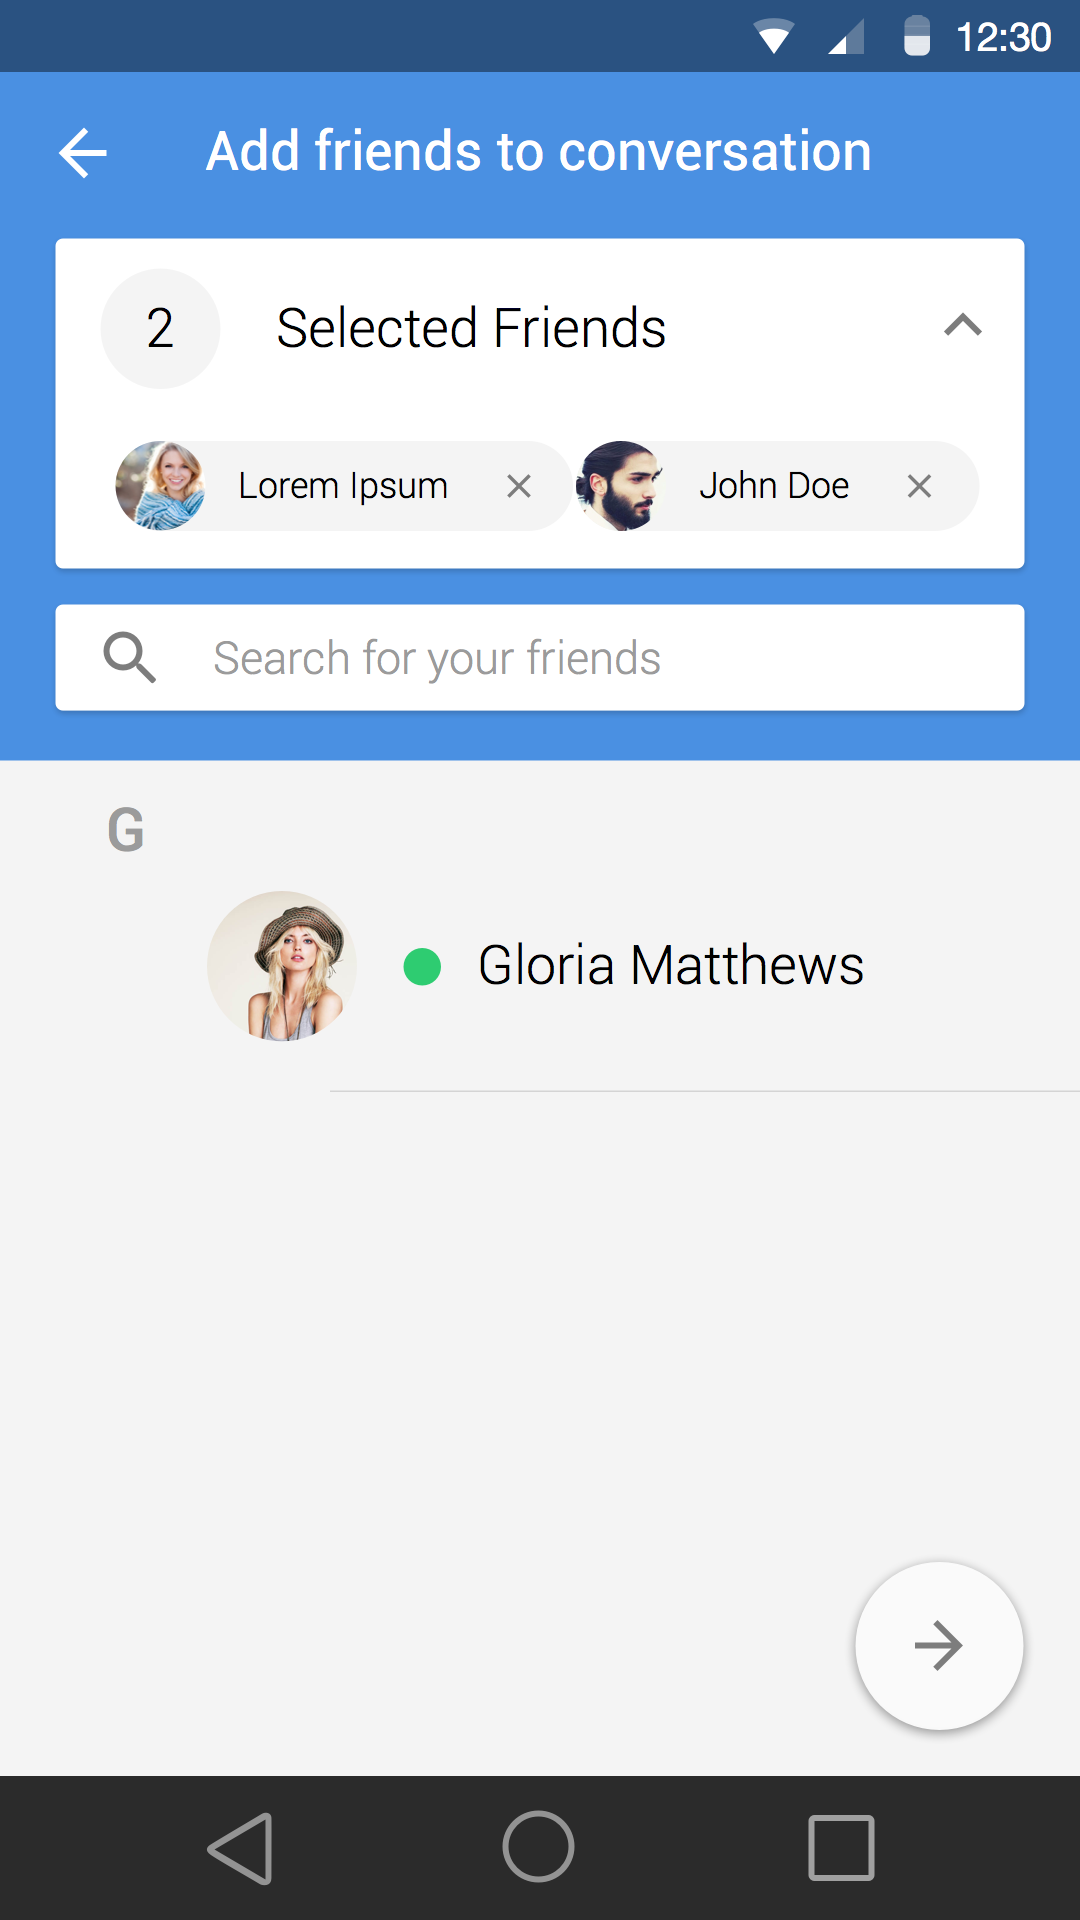 12:30
Add friends to conversation
2 Selected Friends
Lorem Ipsum John Doe
Search for your friends
G
Gloria Matthews